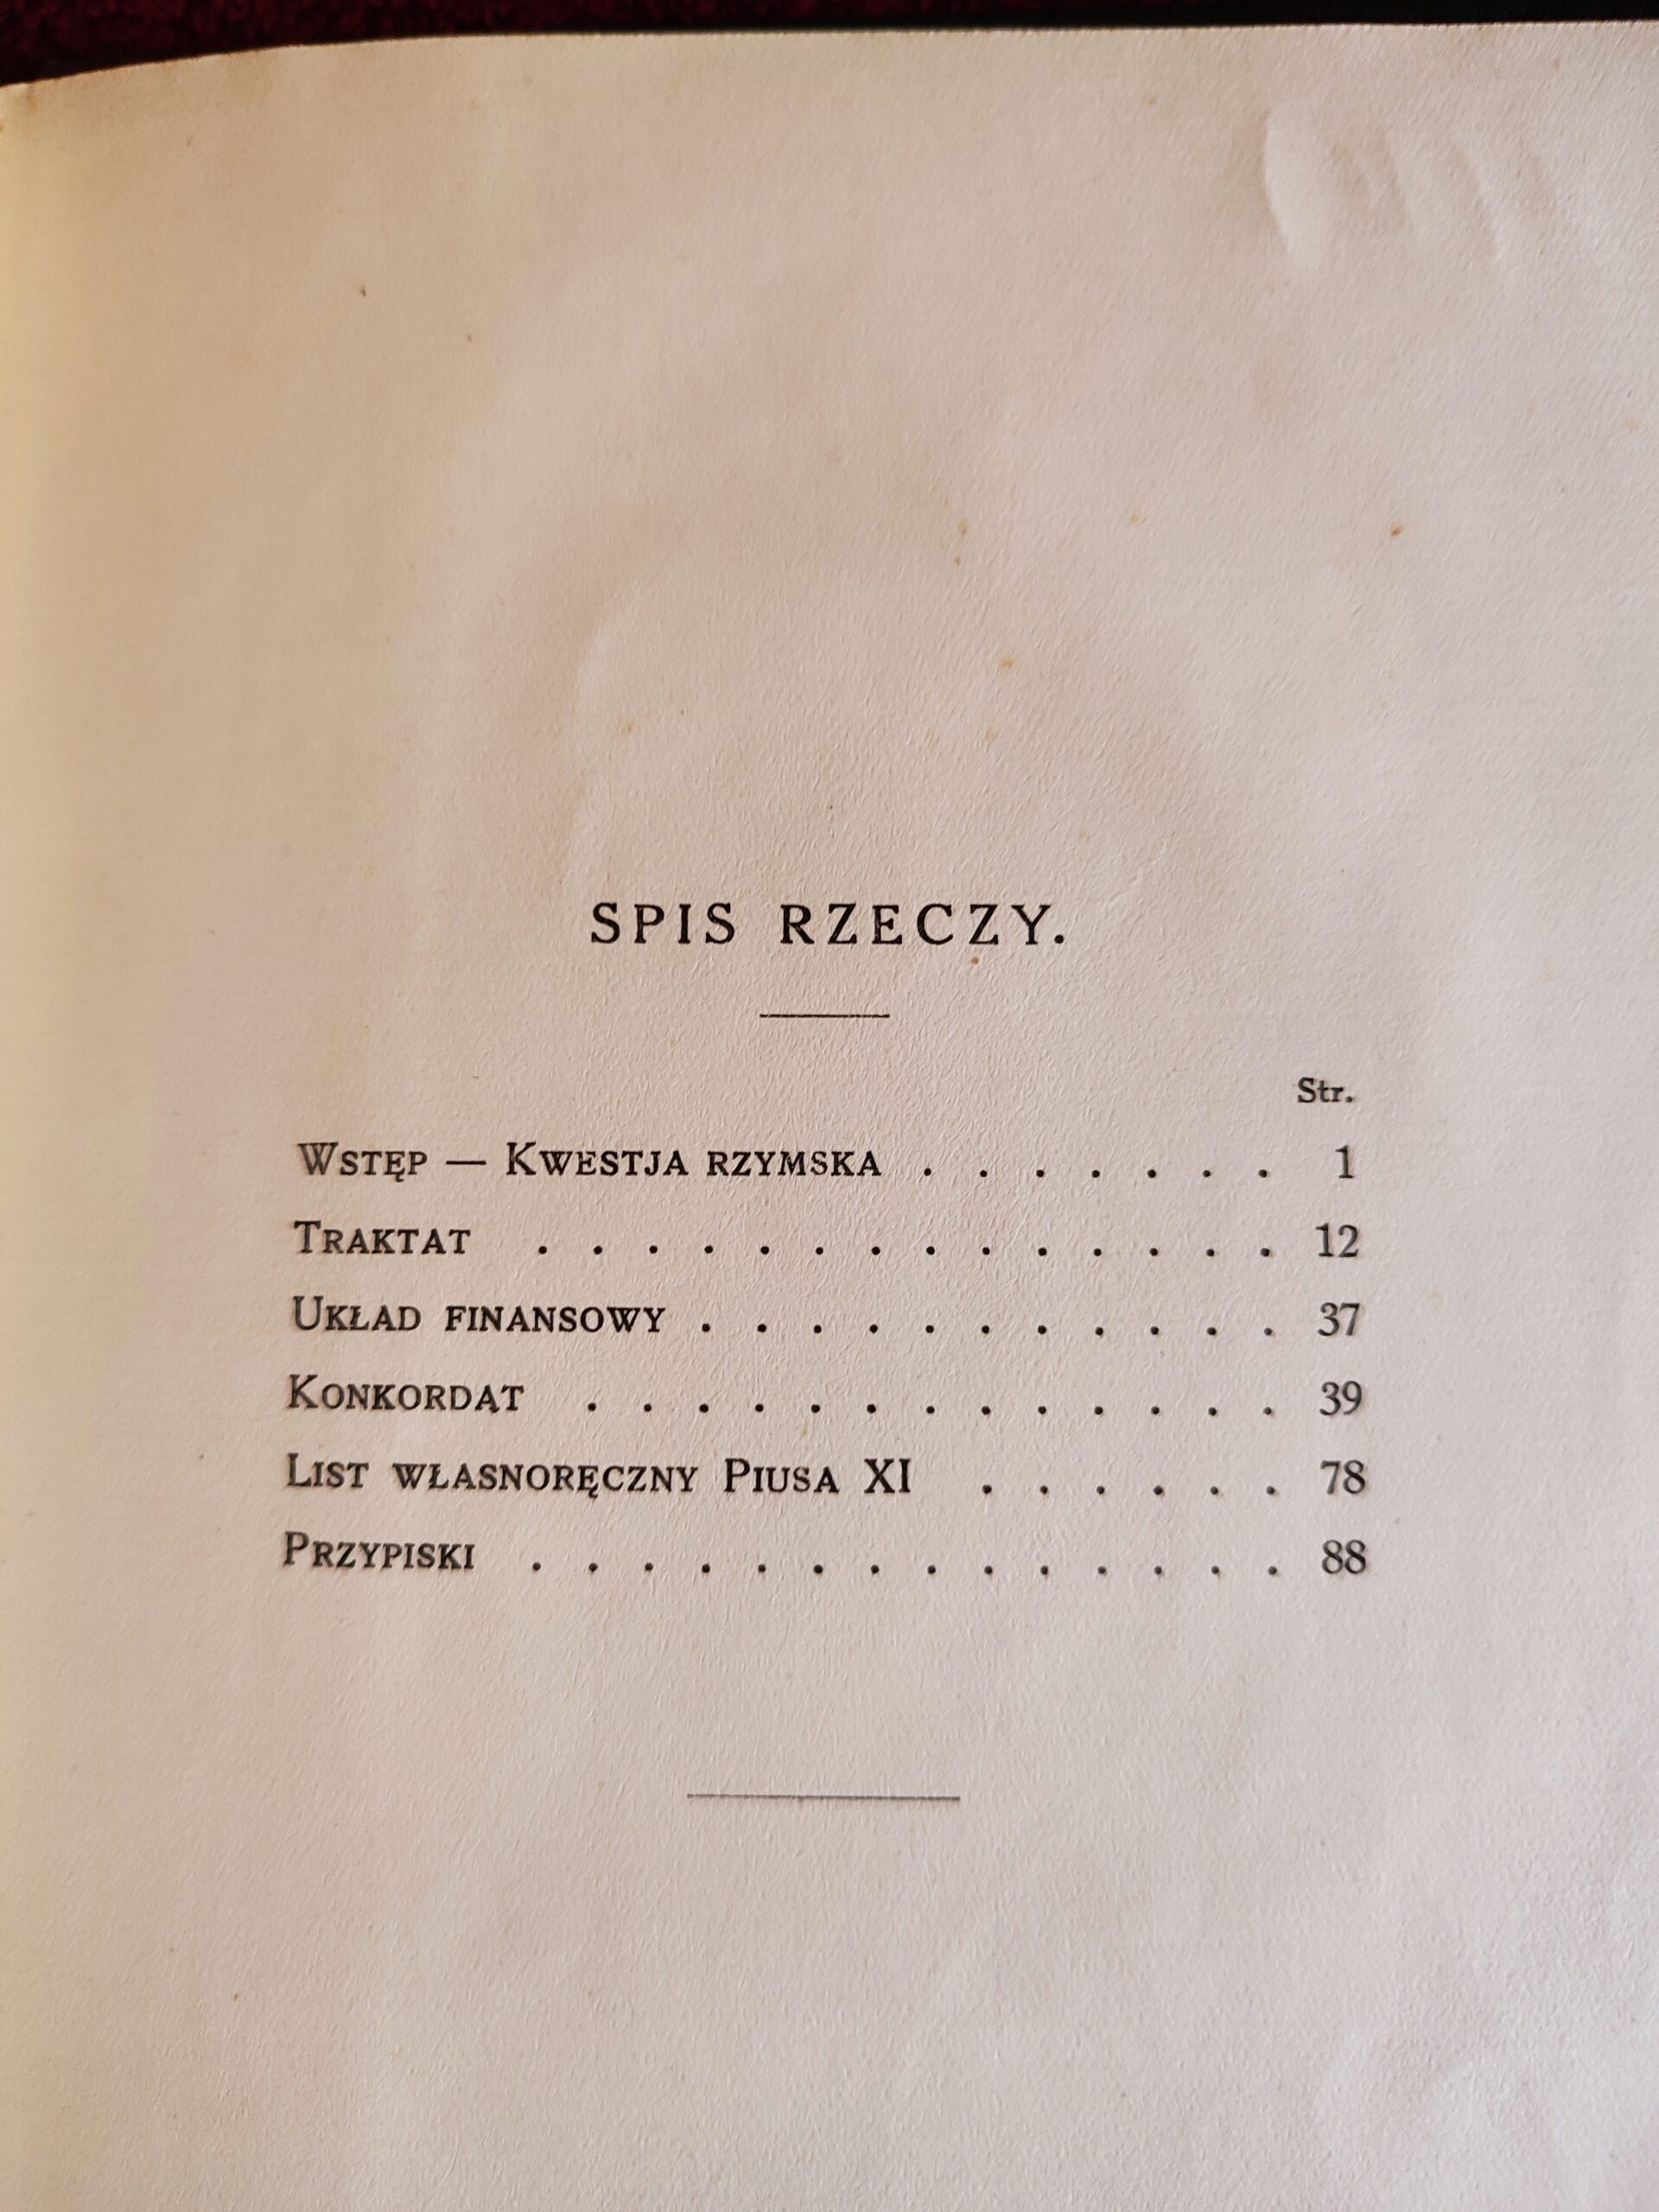 SPIS RZECZY.
Str.
Wstęp — Kwestja rzymska . . . . . . . 1
Traktat . . . . . . . . . . . . . . 12
Układ finansowy . . . . . . . . . . . 37
Konkordat . . . . . . . . . . . . . 39
List własnoręczny Piusa XI . . . . . . 78
Przypiski . . . . . . . . . . . . . . 88